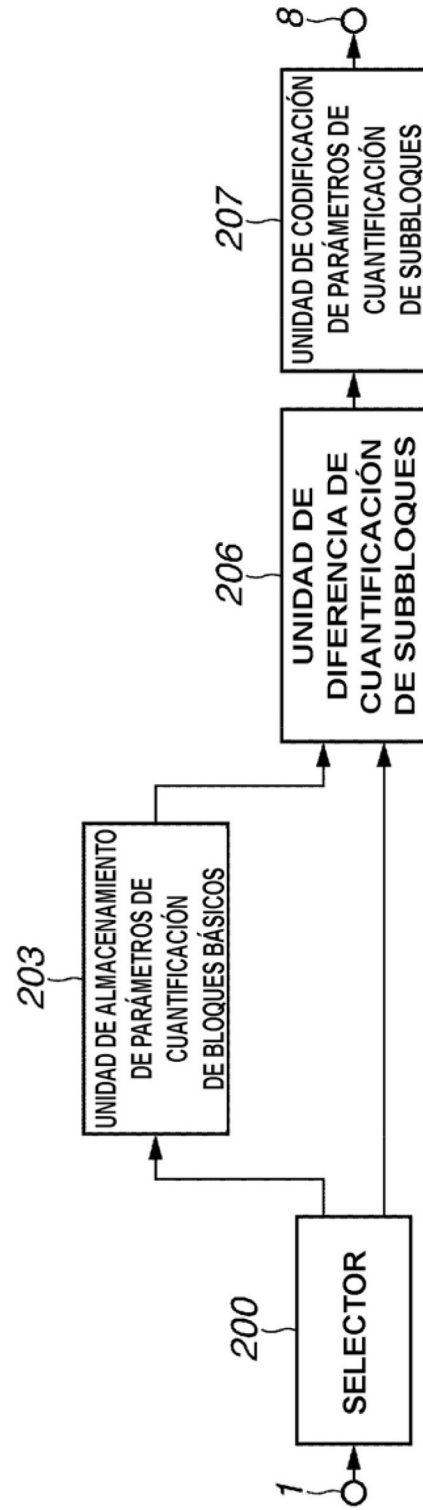 1
200
SELECTOR
203
UNIDAD DE ALMACENAMIENTO
DE PARÁMETROS DE
CUANTIFICACIÓN
DE BLOQUES BÁSICOS
206
UNIDAD DE
DIFERENCIA DE
CUANTIFICACIÓN
DE SUBBLOQUES
207
UNIDAD DE CODIFICACIÓN
DE PARÁMETROS DE
CUANTIFICACIÓN
DE SUBBLOQUES
8